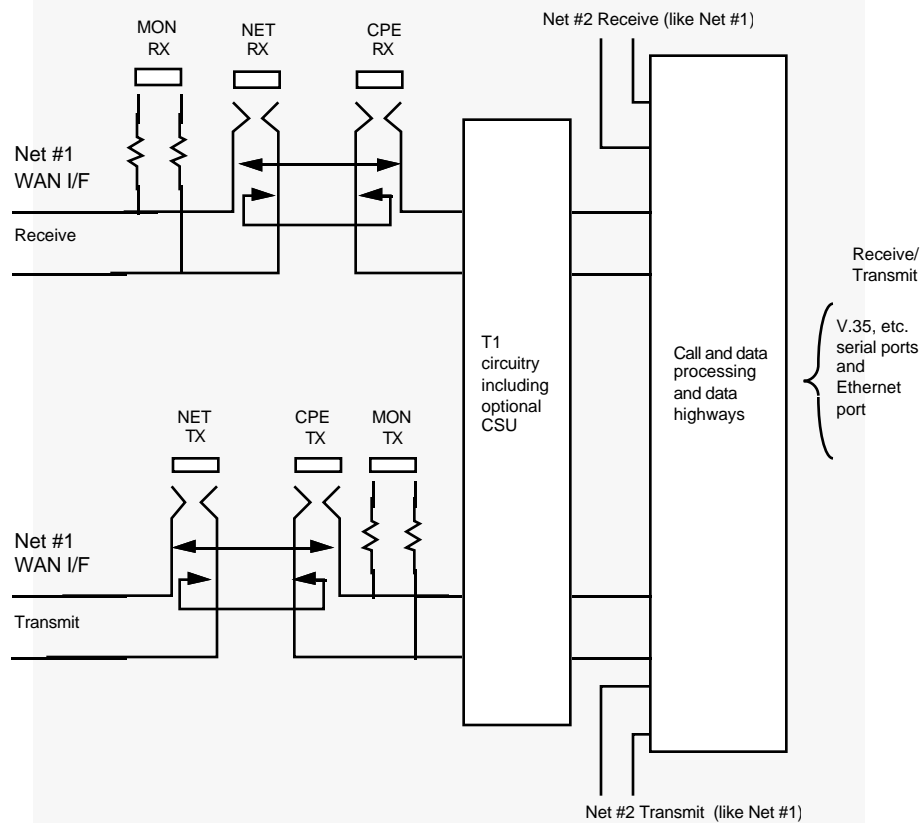 Net #2 Receive (like Net #1)
MON
RX
NET
RX
CPE
RX
Net #1
WAN I/F
Receive
Receive/
Transmit
V.35, etc.
serial ports
and
Ethernet
port
T1
circuitry
including
optional
CSU
Call and data
processing
and data
highways
NET
TX
CPE
TX
MON
TX
Net #1
WAN I/F
Transmit
Net #2 Transmit (like Net #1)